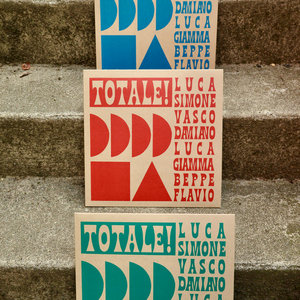 DAMIANO
LUCA
GIAMMA
BEPPE
FLAVIO
TOTALE!
LUCA
SIMONE
VASCO
DAMIANO
LUCA
GIAMMA
BEPPE
FLAVIO
TOTALE!
LUCA
SIMONE
VASCO
DAMIANO
LUCA